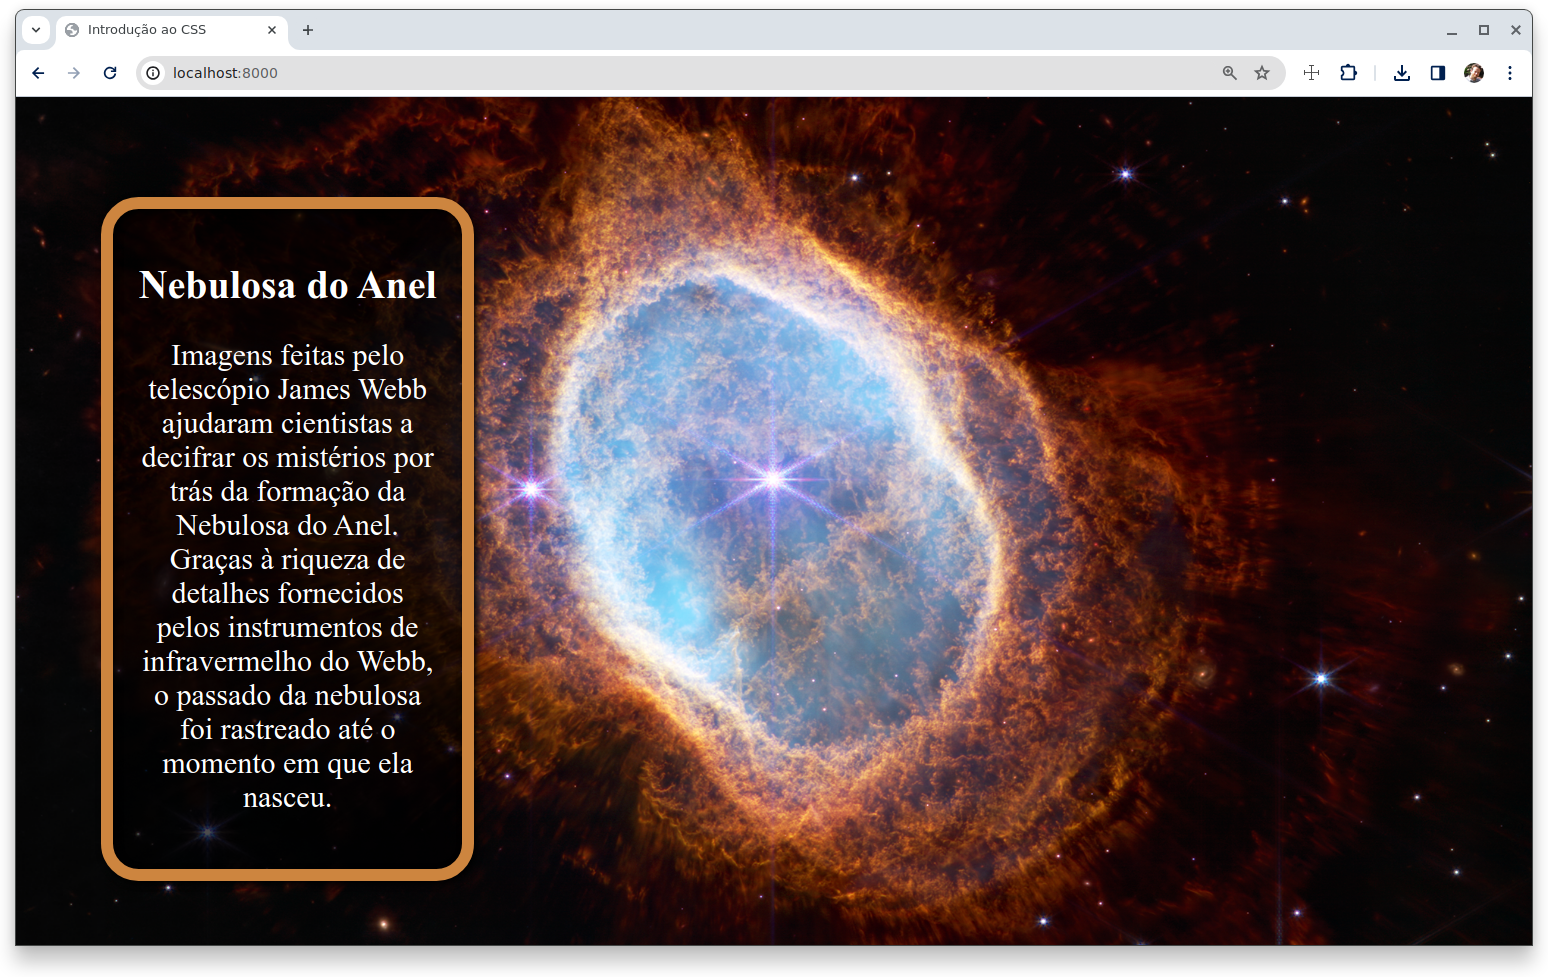 Introdução ao CSS
localhost:8000
Nebulosa do Anel
Imagens feitas pelo
telescópio James Webb
ajudaram cientistas a
decifrar os mistérios por
trás da formação da
Nebulosa do Anel.
Graças à riqueza de
detalhes fornecidos
pelos instrumentos de
infravermelho do Webb,
o passado da nebulosa
foi rastreado até o
momento em que ela
nasceu.